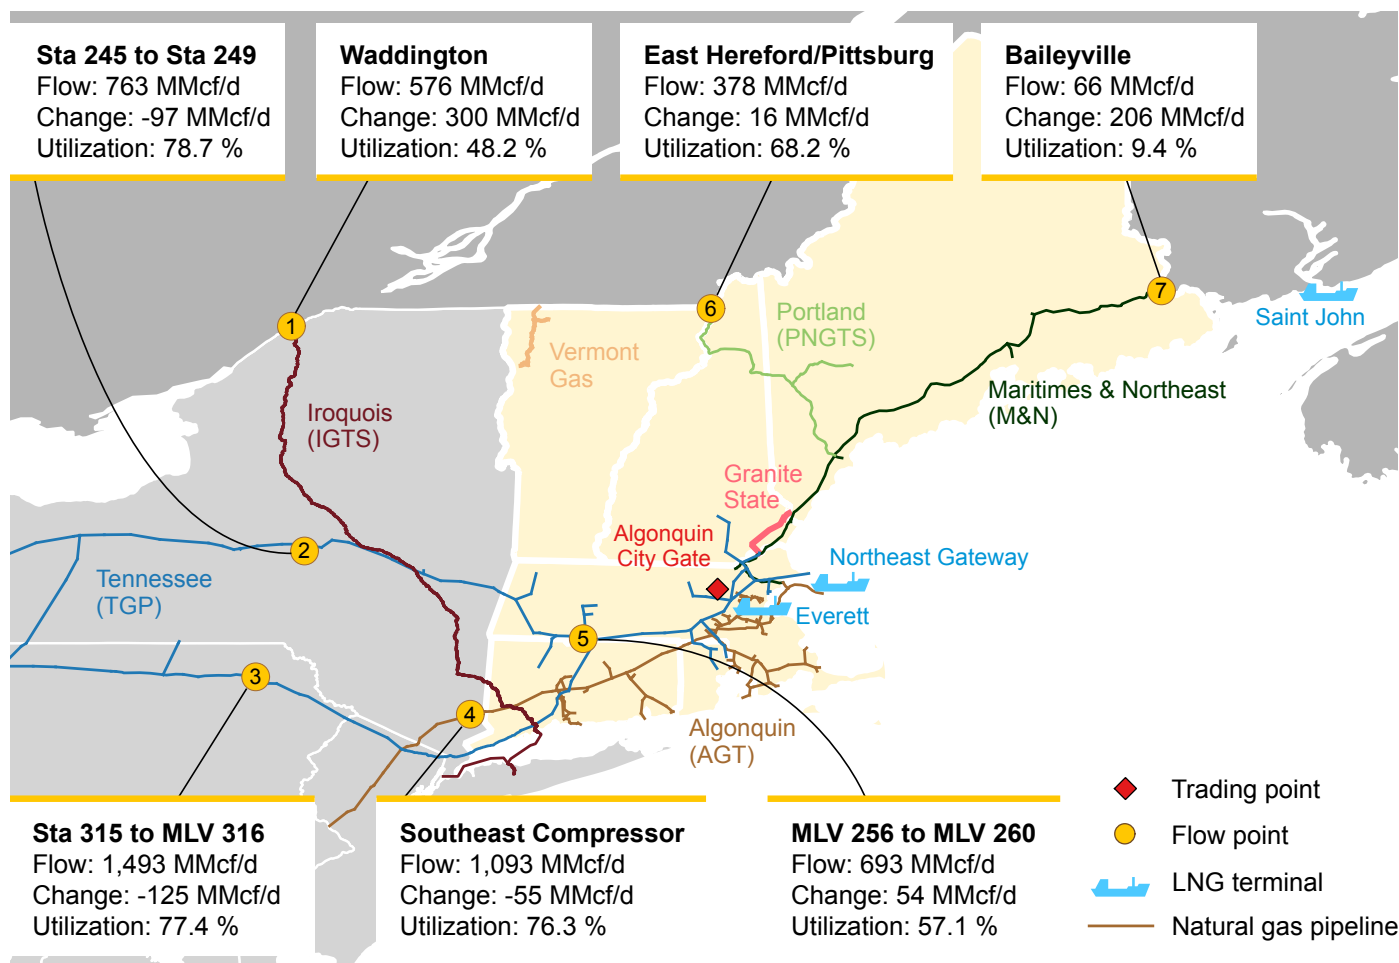 Sta 245 to Sta 249
Flow: 763 MMcf/d
Change: -97 MMcf/d
Utilization: 78.7 %
Waddington
Flow: 576 MMcf/d
Change: 300 MMcf/d
Utilization: 48.2 %
East Hereford/Pittsburg
Flow: 378 MMcf/d
Change: 16 MMcf/d
Utilization: 68.2 %
Baileyville
Flow: 66 MMcf/d
Change: 206 MMcf/d
Utilization: 9.4 %
7
6
1
Saint John
Portland
(PNGTS)
Vermont
Gas
Maritimes & Northeast
(M&N)
Iroquois
(IGTS)
Granite
State
Algonquin
City Gate
2
Northeast Gateway
Tennessee
(TGP)
Everett
5
3
4
Algonquin
(AGT)
Sta 315 to MLV 316
Flow: 1,493 MMcf/d
Change: -125 MMcf/d
Utilization: 77.4 %
Southeast Compressor
Flow: 1,093 MMcf/d
Change: -55 MMcf/d
Utilization: 76.3 %
MLV 256 to MLV 260
Flow: 693 MMcf/d
Change: 54 MMcf/d
Utilization: 57.1 %
Trading point
Flow point
LNG terminal
Natural gas pipeline